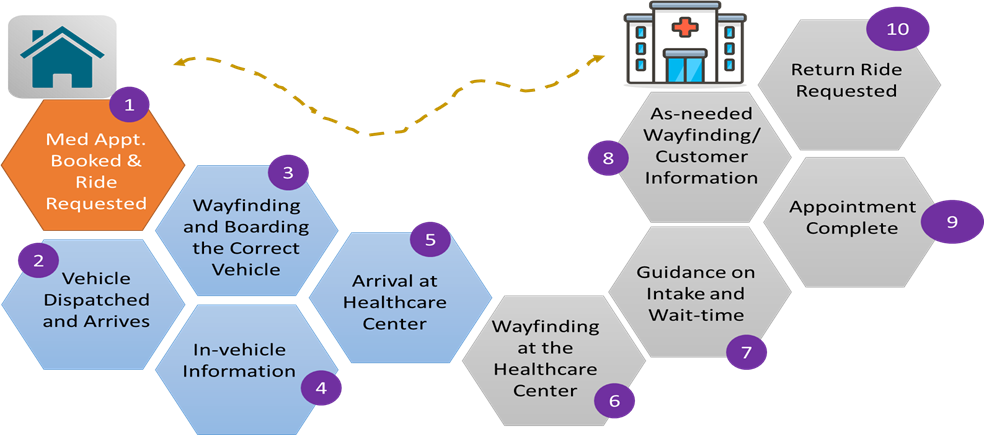 1
Med Appt.
Booked &
Ride
Requested
2
Vehicle
Dispatched
and Arrives
3
Wayfinding
and Boarding
the Correct
Vehicle
4
In-vehicle
Information
5
Arrival at
Healthcare
Center
6
Wayfinding
at the
Healthcare
Center
7
Guidance on
Intake and
Wait-time
8
As-needed
Wayfinding/
Customer
Information
9
Appointment
Complete
10
Return Ride
Requested